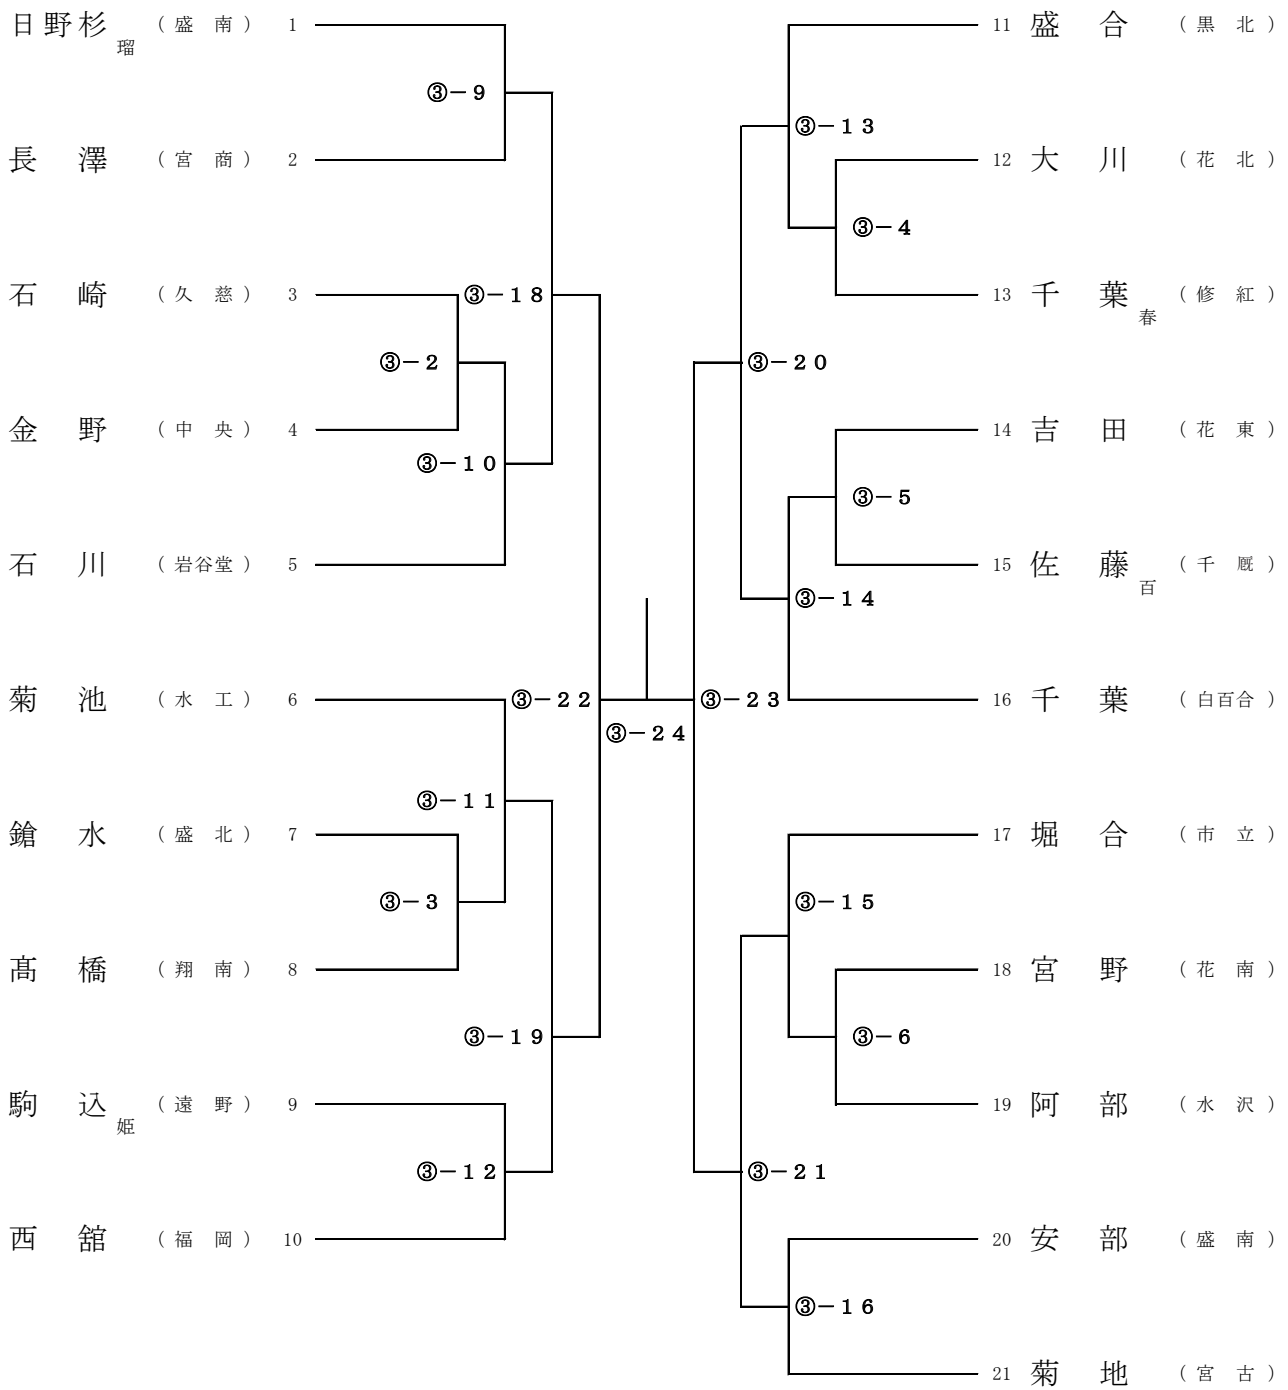 日野杉 瑠 (盛 南) 1
③－9
長 澤 (宮 商) 2
石 崎 (久 慈) 3
③－18
③－2
金 野 (中 央) 4
③－10
石 川 (岩谷堂) 5
菊 池 (水 工) 6
③－22
③－11
鎗 水 (盛 北) 7
③－3
髙 橋 (翔 南) 8
③－19
駒 込 姫 (遠 野) 9
③－12
西 舘 (福 岡) 10
③－24
11 盛 合 (黒 北)
③－13
12 大 川 (花 北)
③－4
13 千 葉 春 (修 紅)
③－20
14 吉 田 (花 東)
③－5
15 佐 藤 百 (千 厩)
③－14
③－23
16 千 葉 (白百合)
17 堀 合 (市 立)
③－15
18 宮 野 (花 南)
③－6
19 阿 部 (水 沢)
③－21
20 安 部 (盛 南)
③－16
21 菊 地 (宮 古)